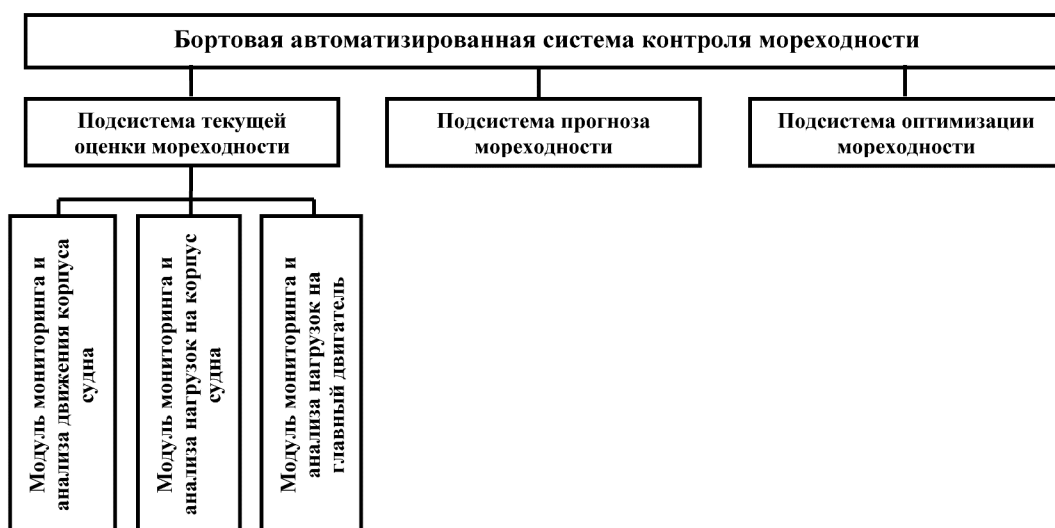 Бортовая автоматизированная система контроля мореходности
Подсистема текущей
оценки мореходности
Подсистема прогноза
мореходности
Подсистема оптимизации
мореходности
Модуль мониторинга и
анализа движения корпуса
судна
Модуль мониторинга и
анализа нагрузок на корпус
судна
Модуль мониторинга и
анализа нагрузок на
главный двигатель